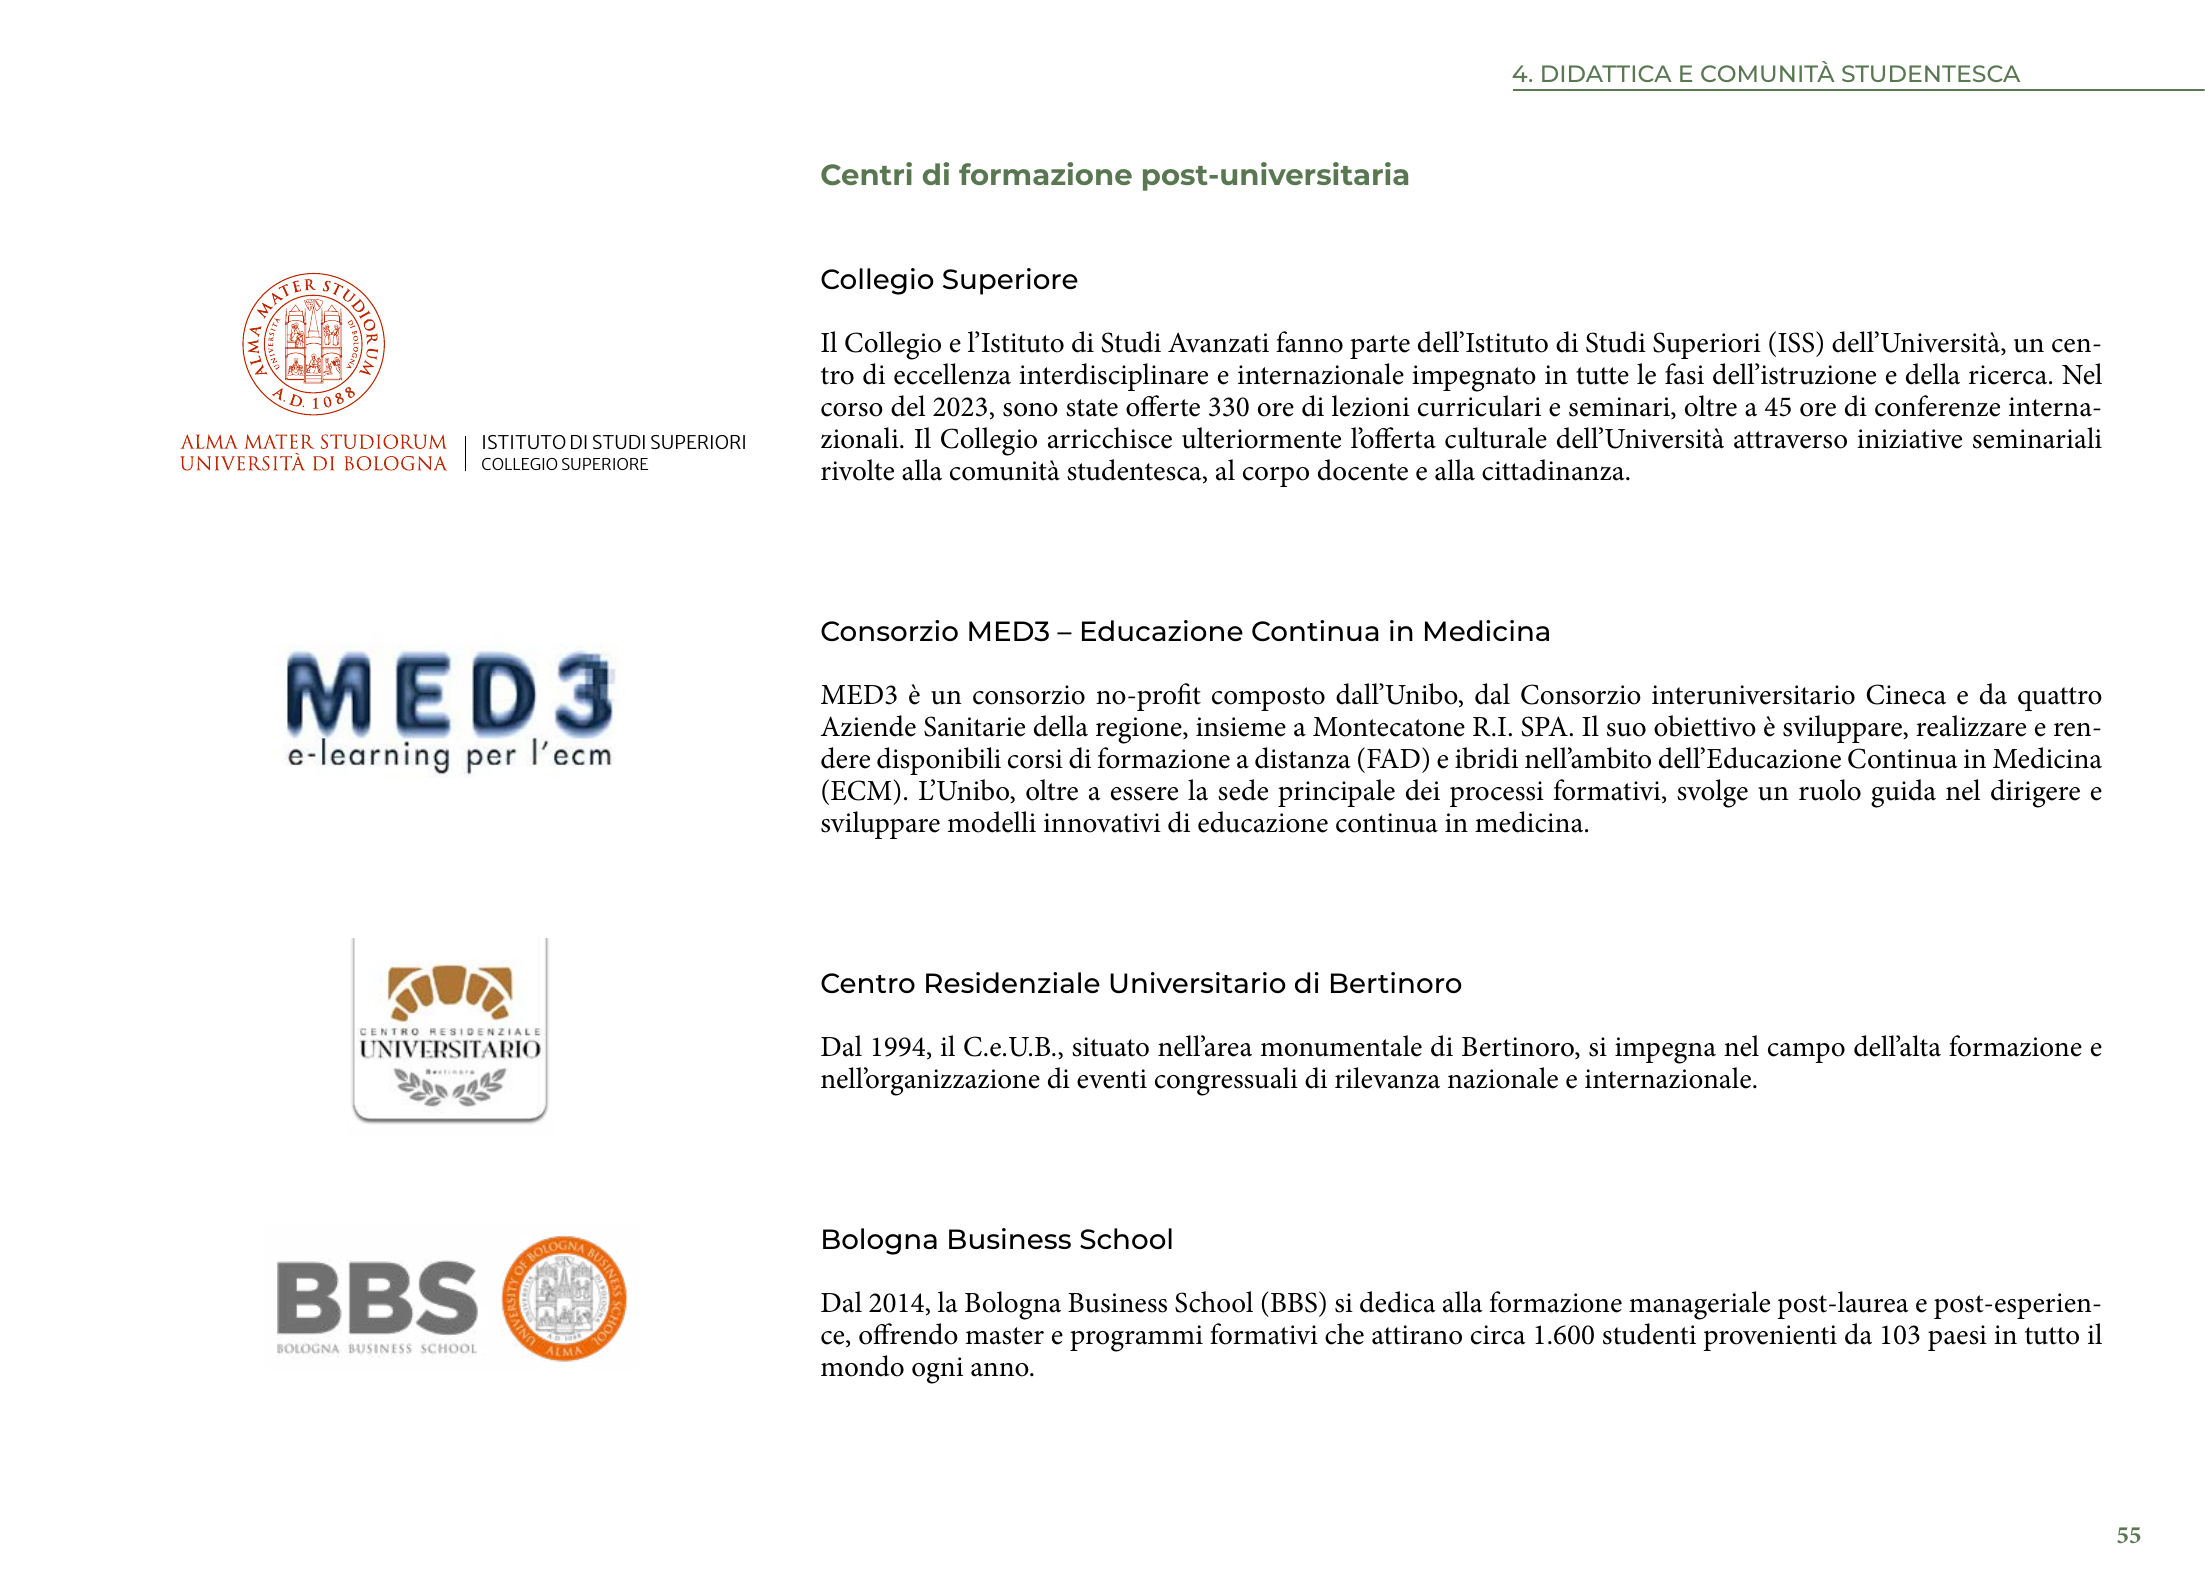 4. DIDATTICA E COMUNITÀ STUDENTESCA
Centri di formazione post-universitaria
ALMA MATER STUDIORUM
A.D. 1088
UNIVERSITÀ DI BOLOGNA
ALMA MATER STUDIORUM
UNIVERSITÀ DI BOLOGNA
ISTITUTO DI STUDI SUPERIORI
COLLEGIO SUPERIORE
Collegio Superiore
Il Collegio e l’Istituto di Studi Avanzati fanno parte dell’Istituto di Studi Superiori (ISS) dell’Università, un cen-
tro di eccellenza interdisciplinare e internazionale impegnato in tutte le fasi dell’istruzione e della ricerca. Nel
corso del 2023, sono state offerte 330 ore di lezioni curriculari e seminari, oltre a 45 ore di conferenze interna-
zionali. Il Collegio arricchisce ulteriormente l’offerta culturale dell’Università attraverso iniziative seminariali
rivolte alla comunità studentesca, al corpo docente e alla cittadinanza.
MED3
e-learning per l’ecm
Consorzio MED3 – Educazione Continua in Medicina
MED3 è un consorzio no-profit composto dall’Unibo, dal Consorzio interuniversitario Cineca e da quattro
Aziende Sanitarie della regione, insieme a Montecatone R.I. SPA. Il suo obiettivo è sviluppare, realizzare e ren-
dere disponibili corsi di formazione a distanza (FAD) e ibridi nell’ambito dell’Educazione Continua in Medicina
(ECM). L’Unibo, oltre a essere la sede principale dei processi formativi, svolge un ruolo guida nel dirigere e
sviluppare modelli innovativi di educazione continua in medicina.
CENTRO RESIDENZIALE
UNIVERSITARIO
Bertinoro
Centro Residenziale Universitario di Bertinoro
Dal 1994, il C.e.U.B., situato nell’area monumentale di Bertinoro, si impegna nel campo dell’alta formazione e
nell’organizzazione di eventi congressuali di rilevanza nazionale e internazionale.
BBS
BOLOGNA BUSINESS SCHOOL
UNIVERSITY OF BOLOGNA BUSINESS SCHOOL
A.D. 1088
ALMA
Bologna Business School
Dal 2014, la Bologna Business School (BBS) si dedica alla formazione manageriale post-laurea e post-esperien-
ce, offrendo master e programmi formativi che attirano circa 1.600 studenti provenienti da 103 paesi in tutto il
mondo ogni anno.
55